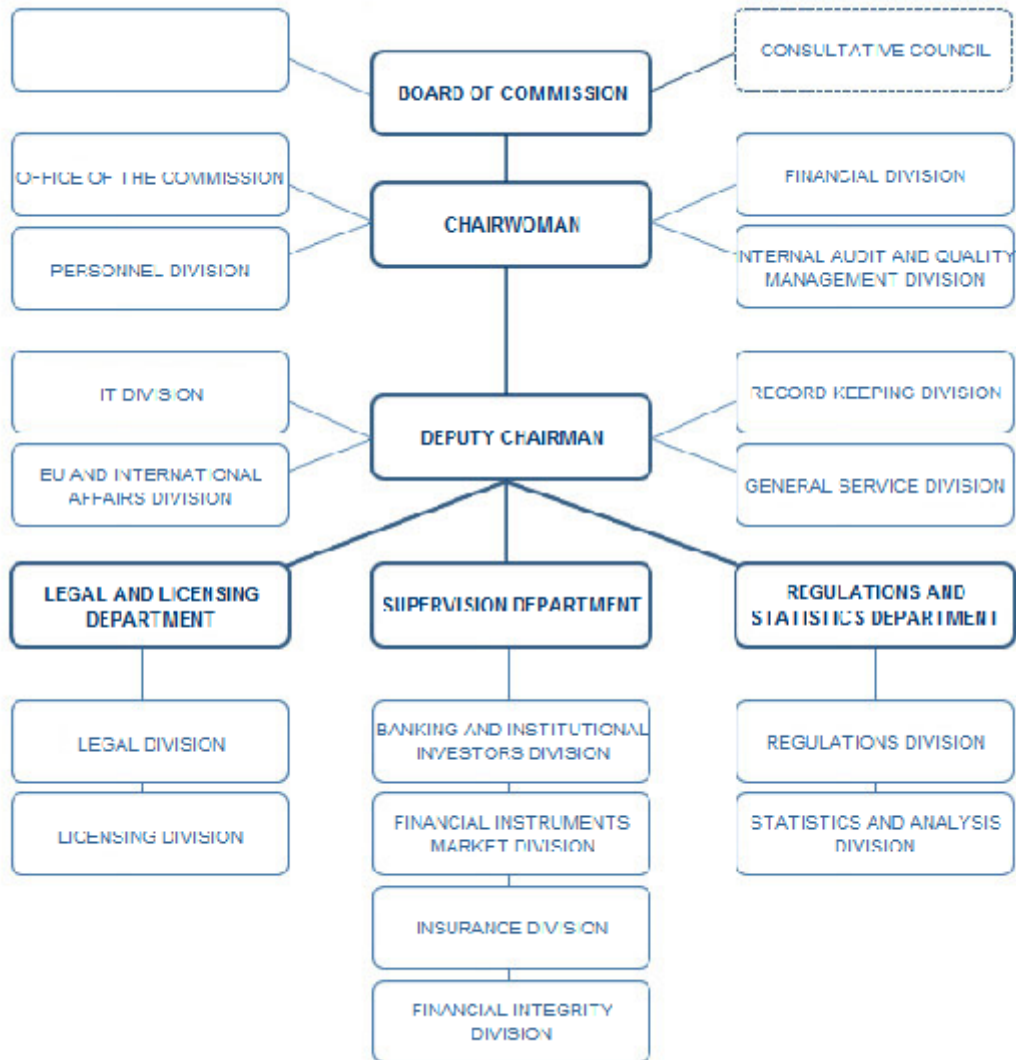 CONSULTATIVE COUNCIL
BOARD OF COMMISSION
OFFICE OF THE COMMISSION
FINANCIAL DIVISION
CHAIRWOMAN
PERSONNEL DIVISION
INTERNAL AUDIT AND QUALITY
MANAGEMENT DIVISION
IT DIVISION
RECORD KEEPING DIVISION
DEPUTY CHAIRMAN
EU AND INTERNATIONAL
AFFAIRS DIVISION
GENERAL SERVICE DIVISION
LEGAL AND LICENSING
DEPARTMENT
SUPERVISION DEPARTMENT
REGULATIONS AND
STATISTICS DEPARTMENT
LEGAL DIVISION
BANKING AND INSTITUTIONAL
INVESTORS DIVISION
REGULATIONS DIVISION
LICENSING DIVISION
FINANCIAL INSTRUMENTS
MARKET DIVISION
STATISTICS AND ANALYSIS
DIVISION
INSURANCE DIVISION
FINANCIAL INTEGRITY
DIVISION